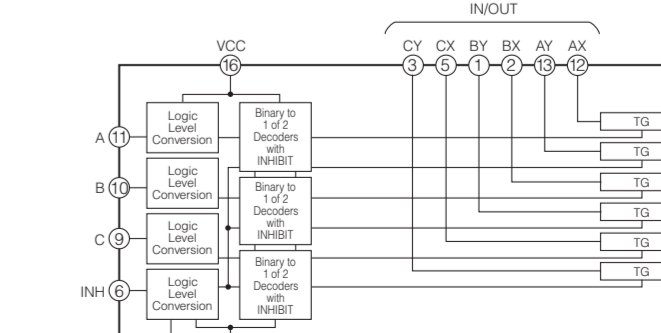 IN/OUT
VCC
CY CX BY BX AY AX
16
3 5 1 2 13 12
Logic
Level
Conversion
Binary to
1 of 2
Decoders
with
INHIBIT
TG
A 11
TG
Logic
Level
Conversion
B 10
Binary to
1 of 2
Decoders
with
INHIBIT
TG
TG
Logic
Level
Conversion
C 9
TG
Binary to
1 of 2
Decoders
with
INHIBIT
TG
Logic
Level
Conversion
INH 6